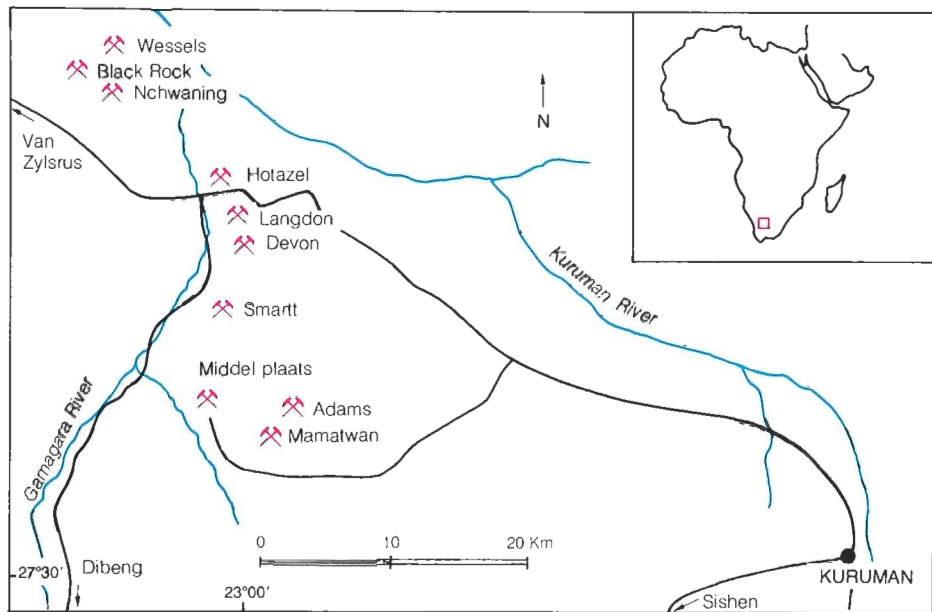 Wessels
Black Rock
Nchwaning
N
Van
Zylsrus
Hotazel
Langdon
Devon
Kuruman River
Smartt
Middel plaats
Adams
Mamatwan
Gamagara River
0 10 20 Km
27°30′
Dibeng
23°00′
KURUMAN
Sishen